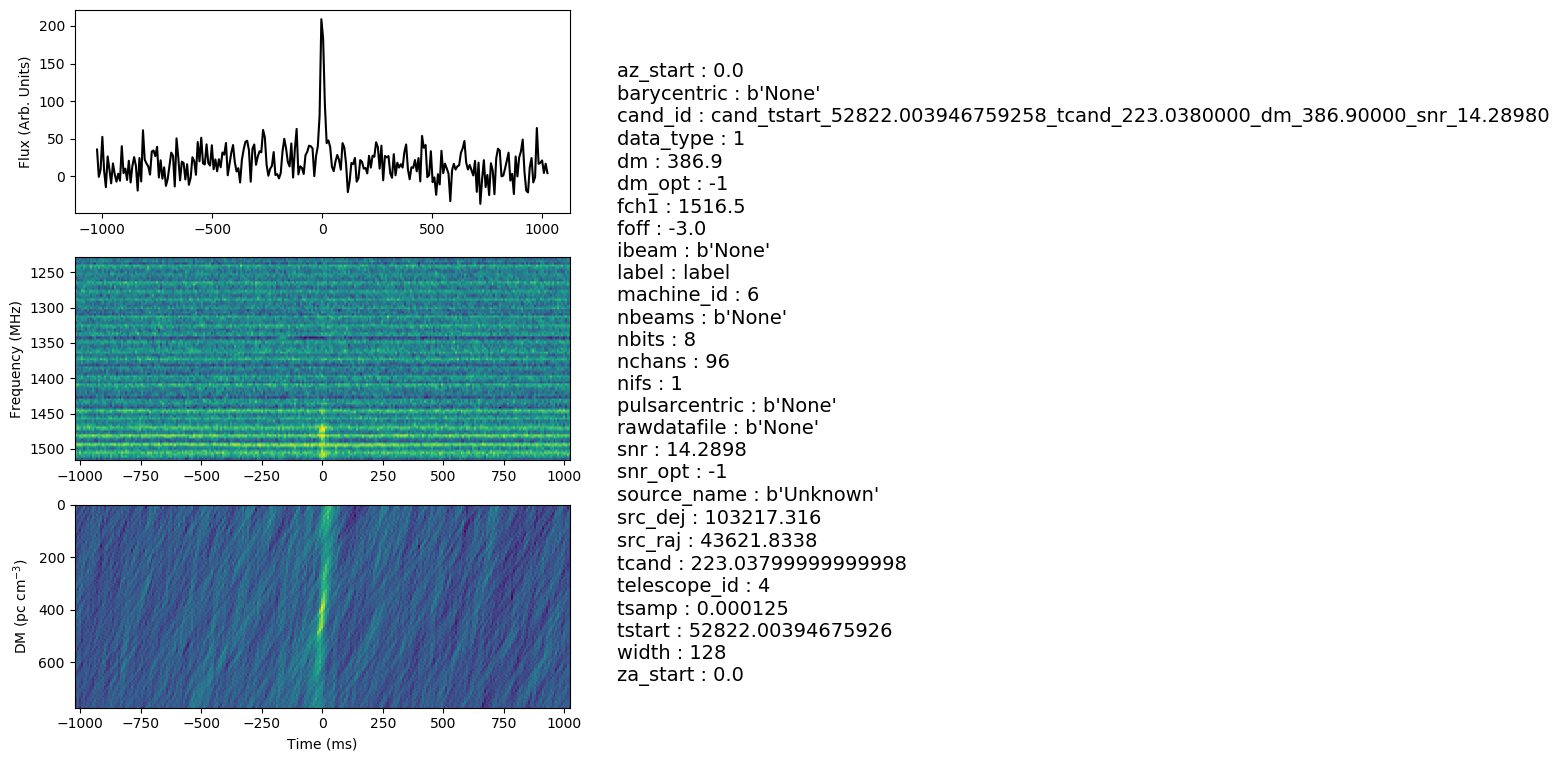 200
150
100
50
0
Flux (Arb. Units)
−1000 −500 0 500 1000
1250
1300
1350
1400
1450
1500
Frequency (MHz)
−1000 −750 −500 −250 0 250 500 750 1000
0
200
400
600
DM (pc cm⁻³)
−1000 −750 −500 −250 0 250 500 750 1000
Time (ms)
az_start : 0.0
barycentric : b'None'
cand_id : cand_tstart_52822.003946759258_tcand_223.0380000_dm_386.90000_snr_14.28980
data_type : 1
dm : 386.9
dm_opt : -1
fch1 : 1516.5
foff : -3.0
ibeam : b'None'
label : label
machine_id : 6
nbeams : b'None'
nbits : 8
nchans : 96
nifs : 1
pulsarcentric : b'None'
rawdatafile : b'None'
snr : 14.2898
snr_opt : -1
source_name : b'Unknown'
src_dej : 103217.316
src_raj : 43621.8338
tcand : 223.03799999999998
telescope_id : 4
tsamp : 0.000125
tstart : 52822.00394675926
width : 128
za_start : 0.0